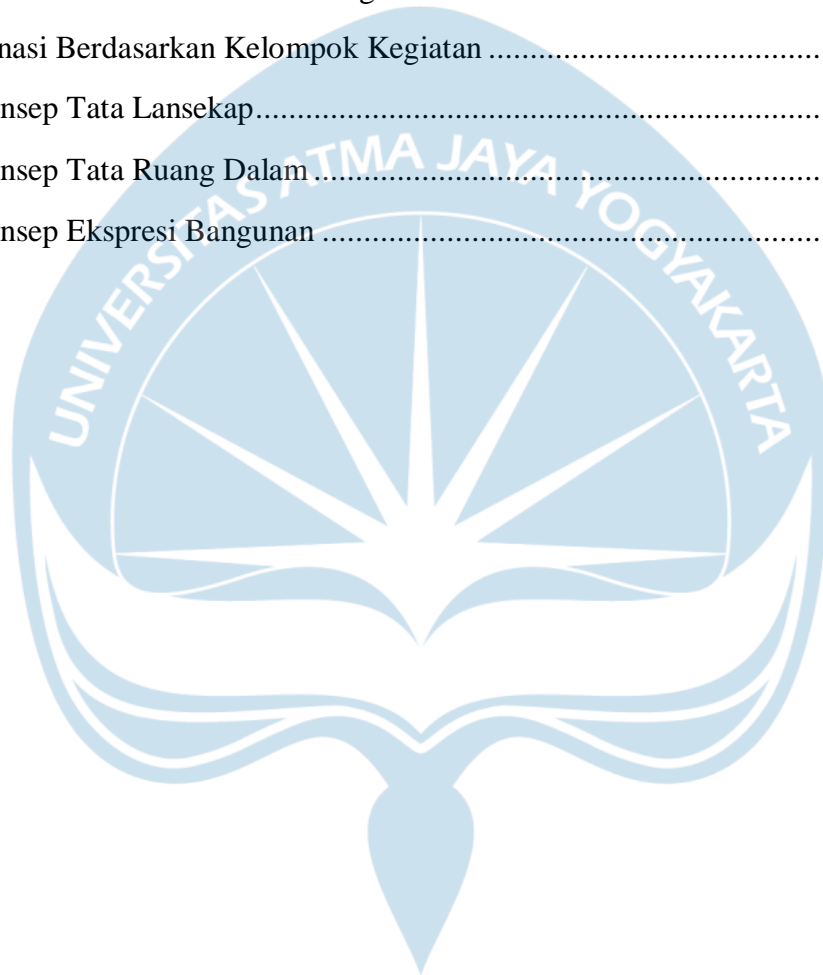 nasi Berdasarkan Kelompok Kegiatan ........................................
nsep Tata Lansekap....................................................................
nsep Tata Ruang Dalam .............................................................
nsep Ekspresi Bangunan ............................................................
UNIVERSITAS ATMA JAYA YOGYAKARTA